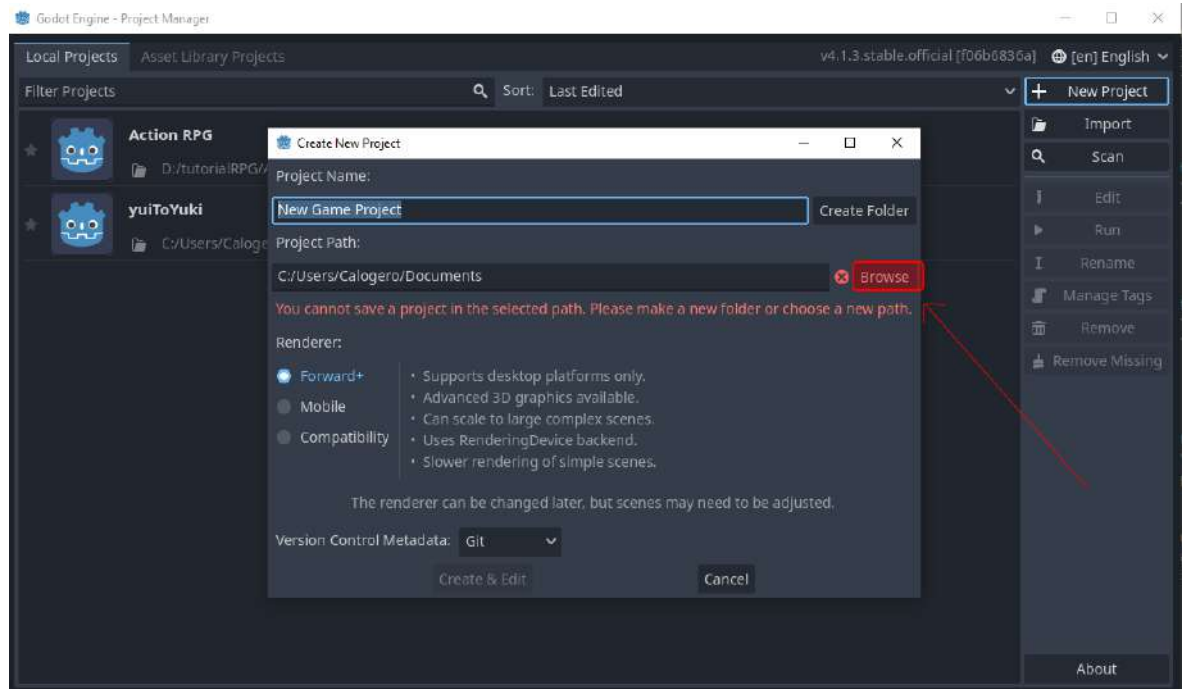 Godot Engine - Project Manager
Local Projects Asset Library Projects v4.1.3.stable.official [f06b6836a] [en] English
Filter Projects Sort: Last Edited New Project
Action RPG
D:/tutorialRPG/
yuiToYuki
C:/Users/Caloge
Create New Project
Project Name:
New Game Project Create Folder
Project Path:
C:/Users/Calogero/Documents Browse
You cannot save a project in the selected path. Please make a new folder or choose a new path.
Renderer:
Forward+
Mobile
Compatibility
• Supports desktop platforms only.
• Advanced 3D graphics available.
• Can scale to large complex scenes.
• Uses RenderingDevice backend.
• Slower rendering of simple scenes.
The renderer can be changed later, but scenes may need to be adjusted.
Version Control Metadata: Git
Create & Edit Cancel
Import
Scan
Edit
Run
Rename
Manage Tags
Remove
Remove Missing
About